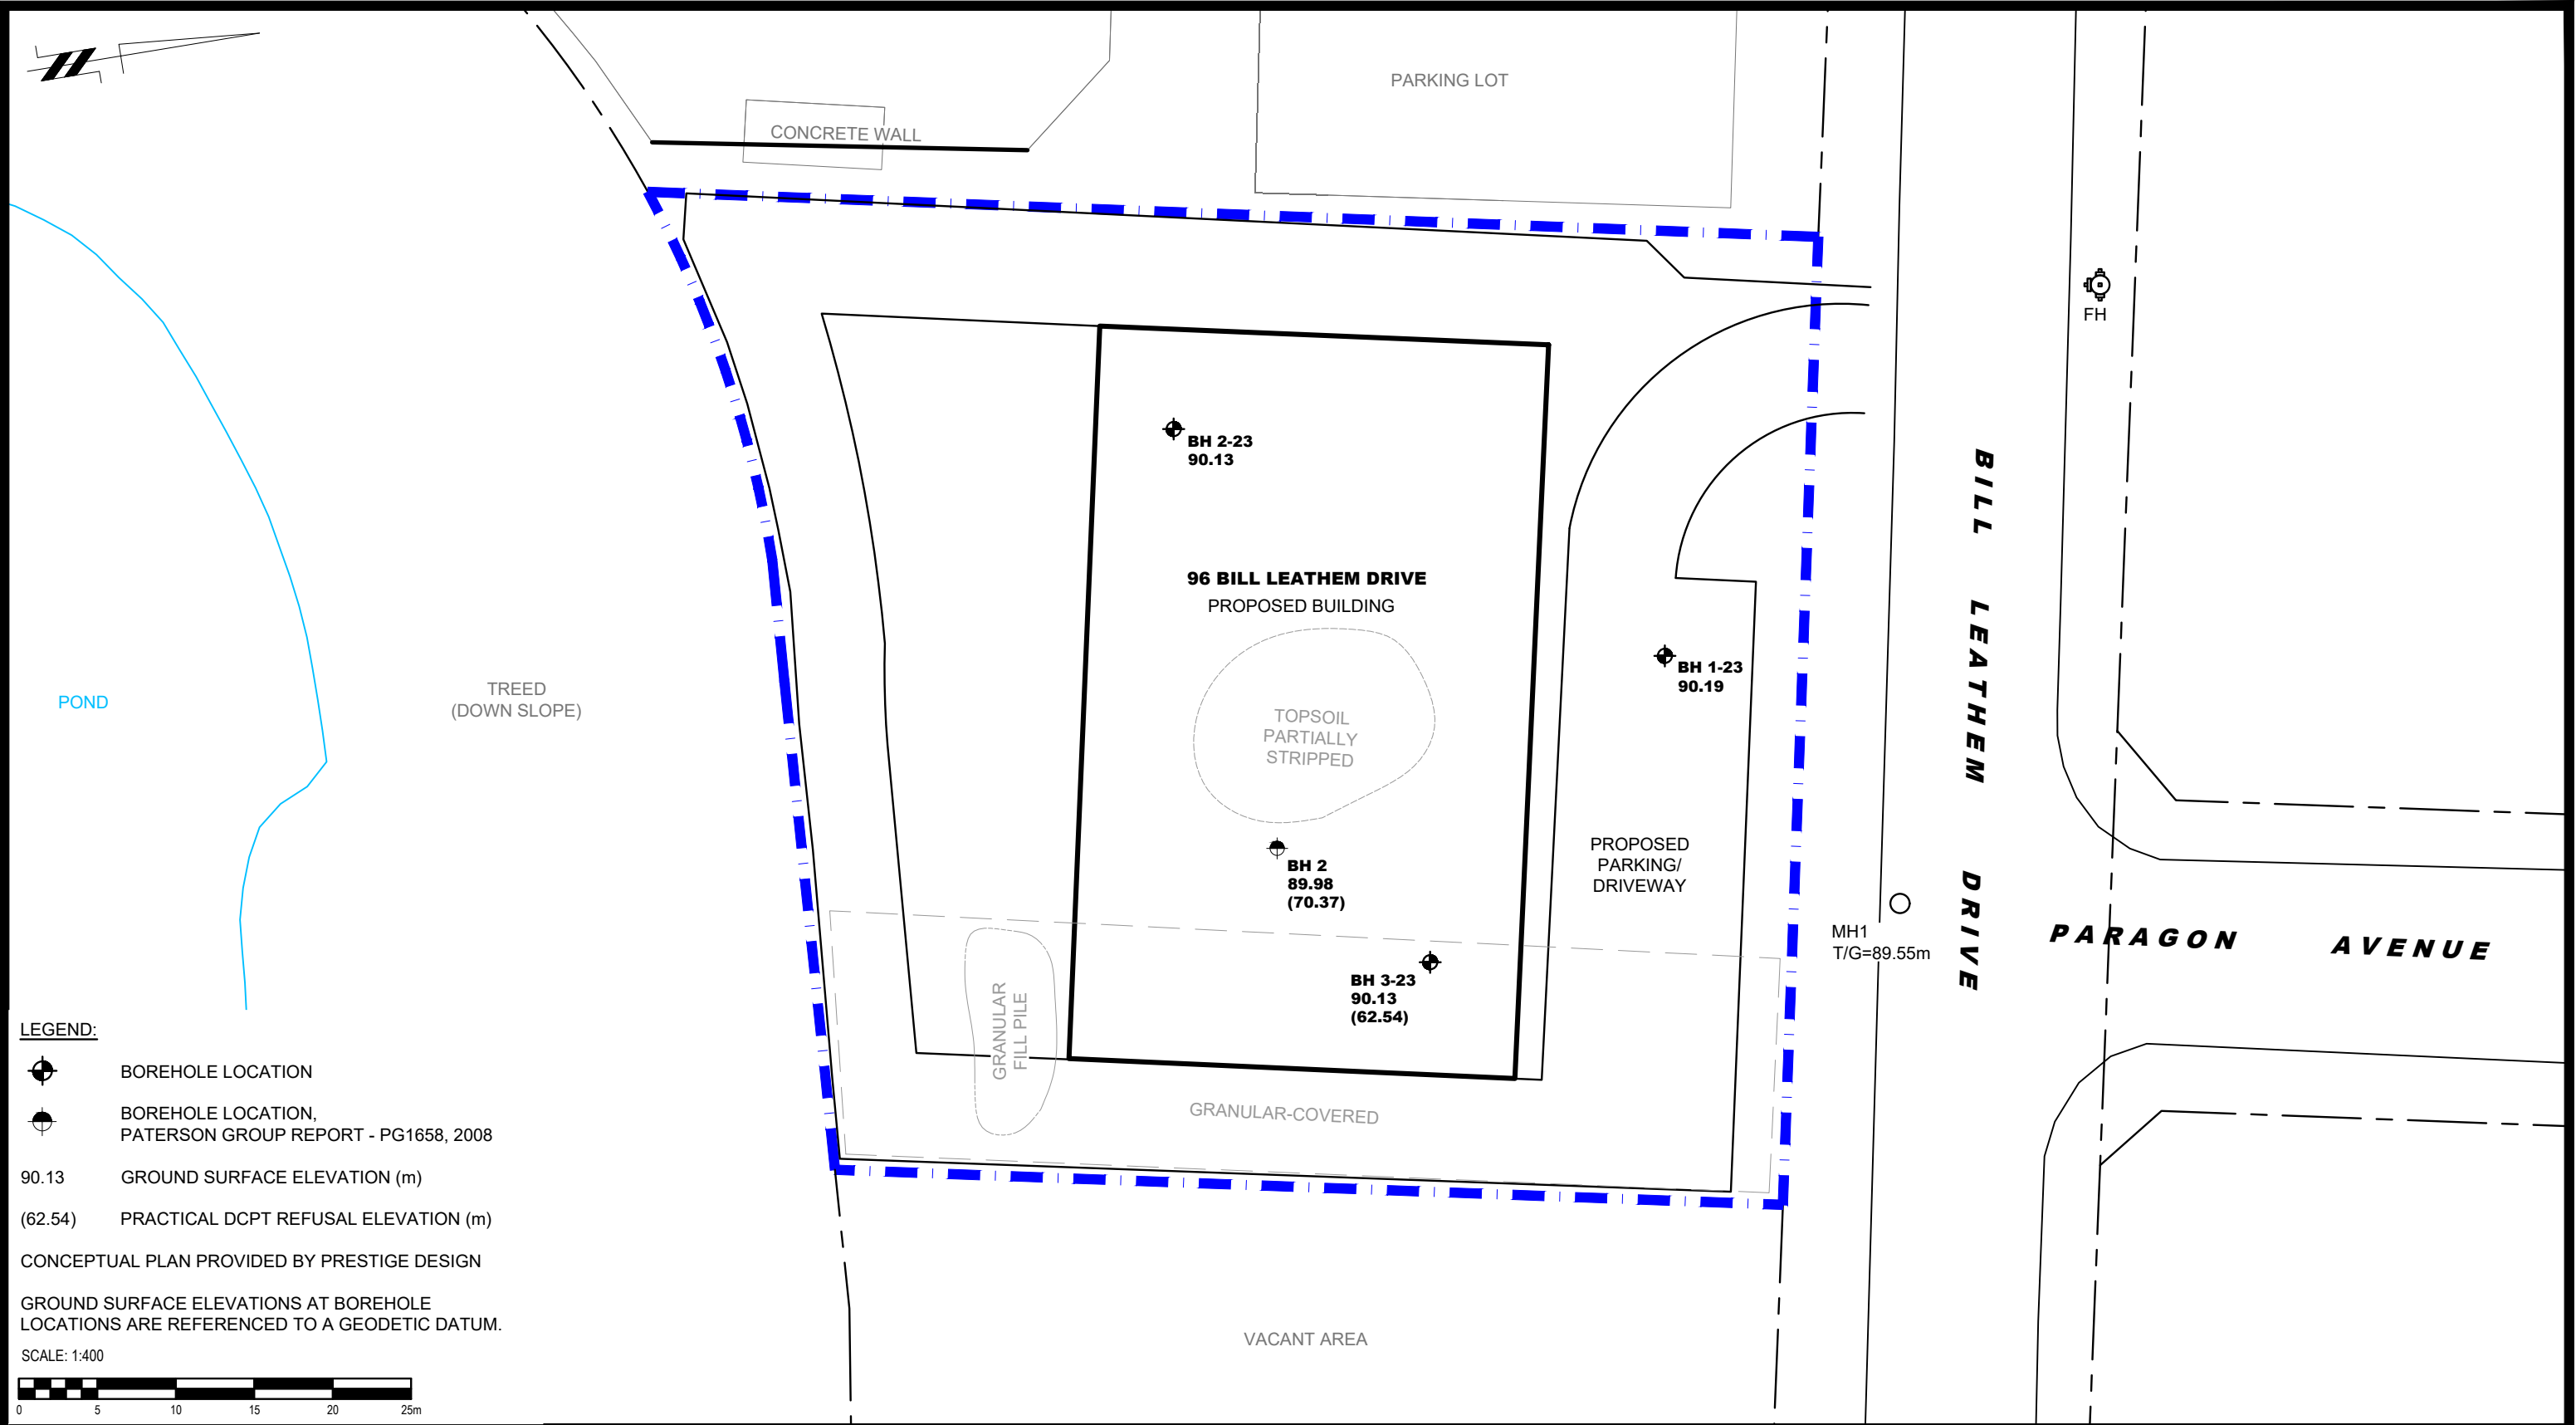 PARKING LOT
CONCRETE WALL
FH
BH 2-23
90.13
96 BILL LEATHEM DRIVE
PROPOSED BUILDING
BH 1-23
90.19
TOPSOIL
PARTIALLY
STRIPPED
POND
TREED
(DOWN SLOPE)
BILL LEATHEM DRIVE
PROPOSED
PARKING/
DRIVEWAY
BH 2
89.98
(70.37)
MH1
T/G=89.55m
PARAGON AVENUE
BH 3-23
90.13
(62.54)
GRANULAR
FILL PILE
GRANULAR-COVERED
VACANT AREA
LEGEND:
BOREHOLE LOCATION
BOREHOLE LOCATION,
PATERSON GROUP REPORT - PG1658, 2008
90.13 GROUND SURFACE ELEVATION (m)
(62.54) PRACTICAL DCPT REFUSAL ELEVATION (m)
CONCEPTUAL PLAN PROVIDED BY PRESTIGE DESIGN
GROUND SURFACE ELEVATIONS AT BOREHOLE
LOCATIONS ARE REFERENCED TO A GEODETIC DATUM.
SCALE: 1:400
0 5 10 15 20 25m